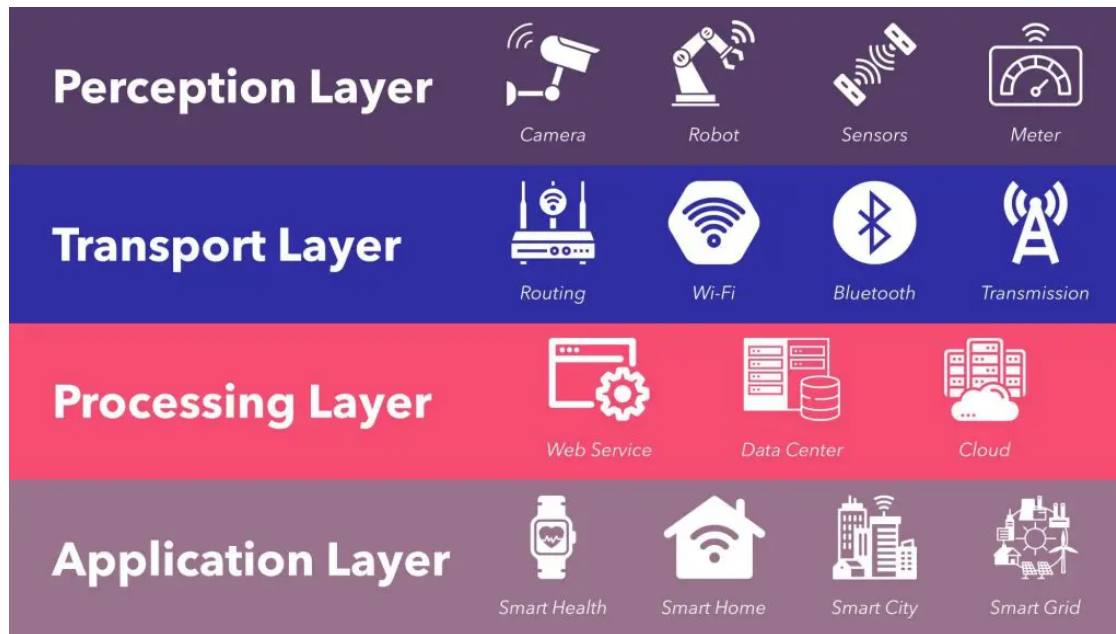 Perception Layer
Camera
Robot
Sensors
Meter
Transport Layer
Routing
Wi-Fi
Bluetooth
Transmission
Processing Layer
Web Service
Data Center
Cloud
Application Layer
Smart Health
Smart Home
Smart City
Smart Grid